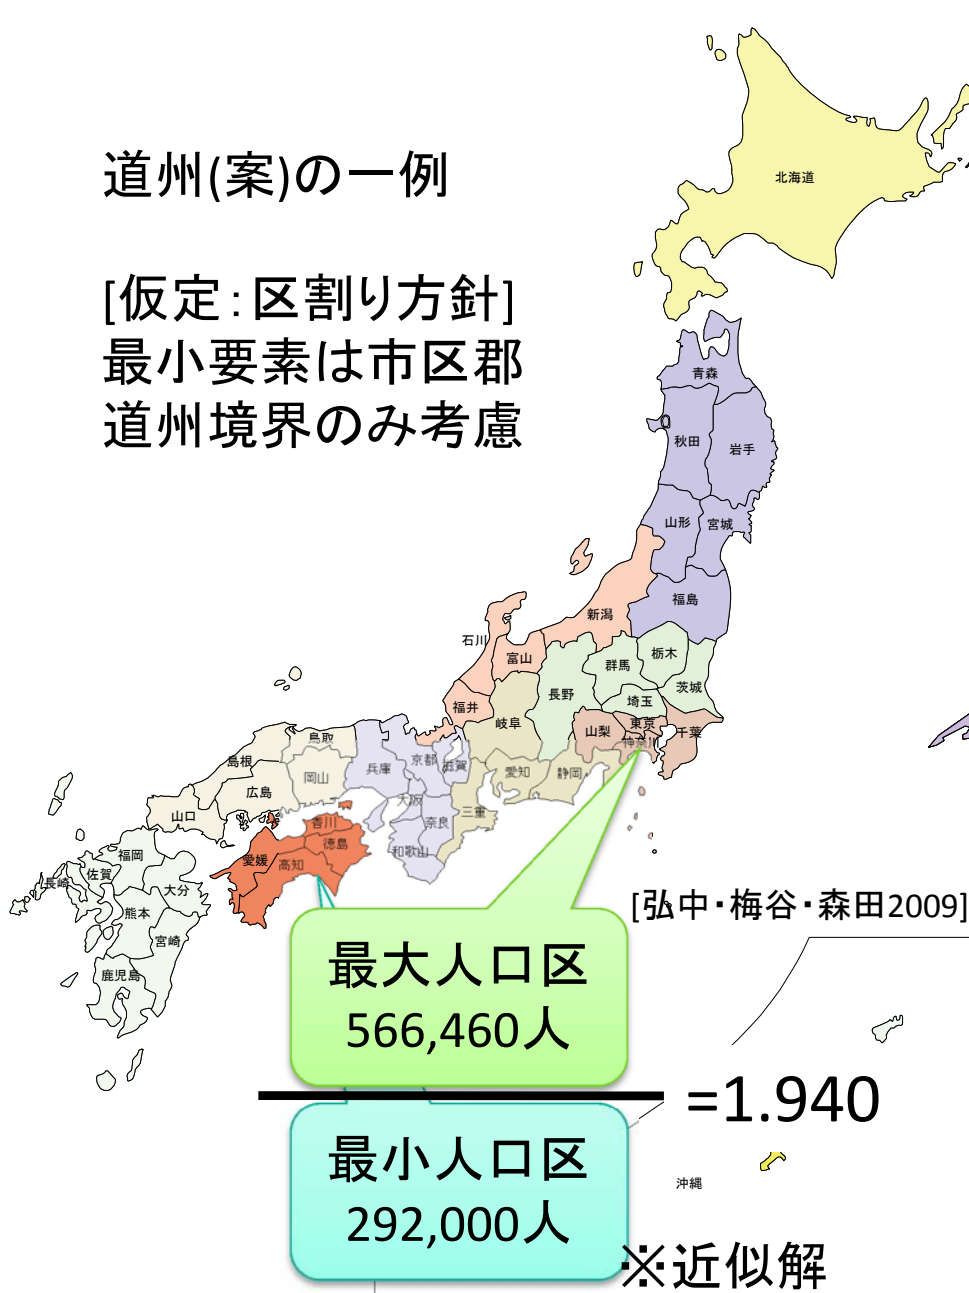 道州(案)の一例
[仮定：区割り方針]
最小要素は市区郡
道州境界のみ考慮
北海道
青森
秋田
岩手
山形
宮城
福島
新潟
石川
富山
福井
栃木
群馬
茨城
長野
埼玉
岐阜
山梨
東京
千葉
神奈川
愛知
静岡
三重
鳥取
島根
岡山
広島
山口
兵庫
京都
滋賀
大阪
奈良
和歌山
香川
徳島
愛媛
高知
福岡
佐賀
長崎
大分
熊本
宮崎
鹿児島
[弘中・梅谷・森田2009]
最大人口区
566,460人
=1.940
最小人口区
292,000人
沖縄
※近似解